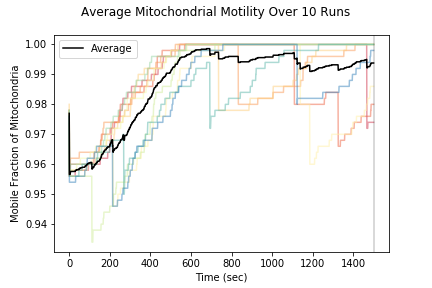 Average Mitochondrial Motility Over 10 Runs
Average
Mobile Fraction of Mitochondria
1.00
0.99
0.98
0.97
0.96
0.95
0.94
0 200 400 600 800 1000 1200 1400
Time (sec)